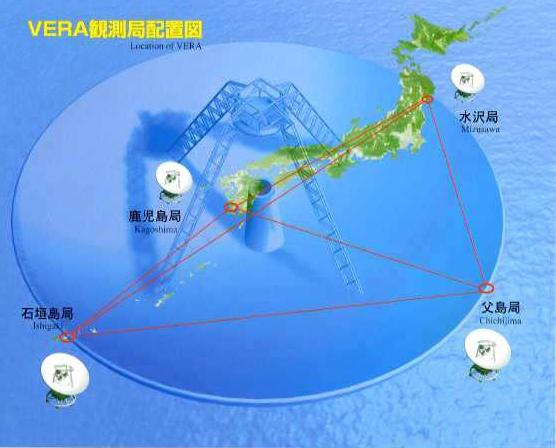 VERA観測局配置図
Location of VERA
水沢局
Mizusawa
鹿児島局
Kagoshima
石垣島局
Ishigaki
父島局
Chichijima